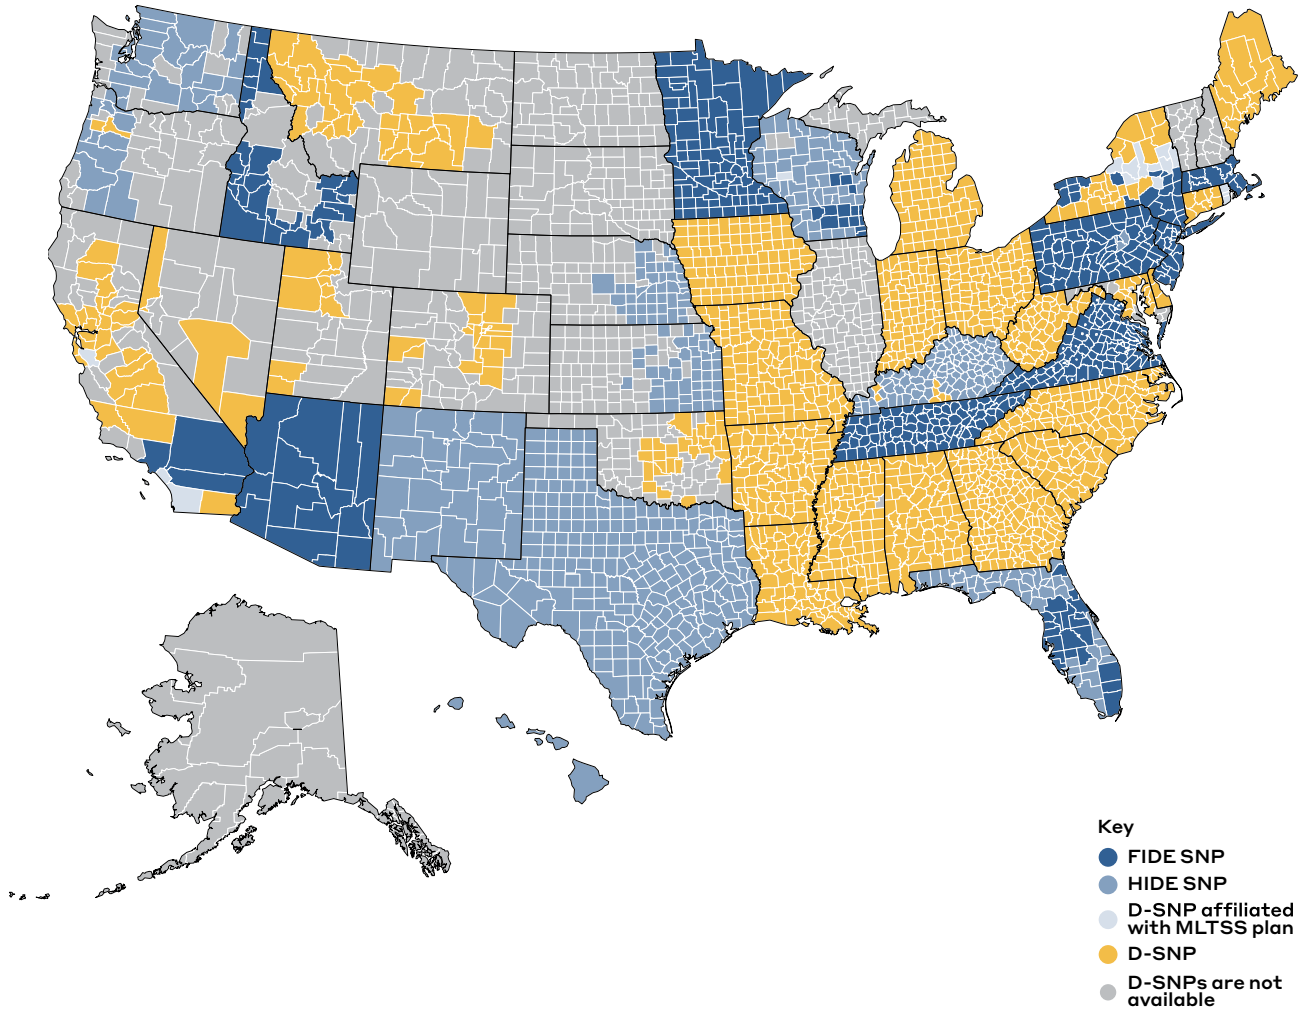 Key
FIDE SNP
HIDE SNP
D-SNP affiliated
with MLTSS plan
D-SNP
D-SNPs are not
available